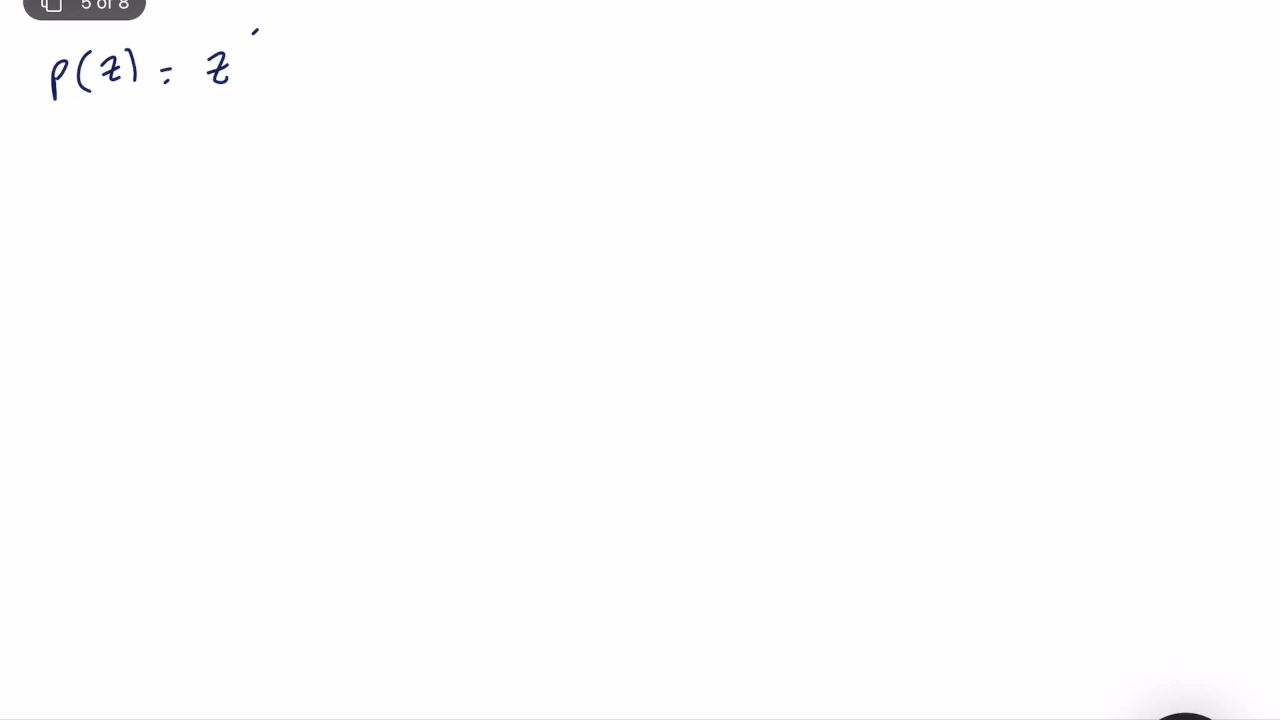 5 of 8
p(z) = z